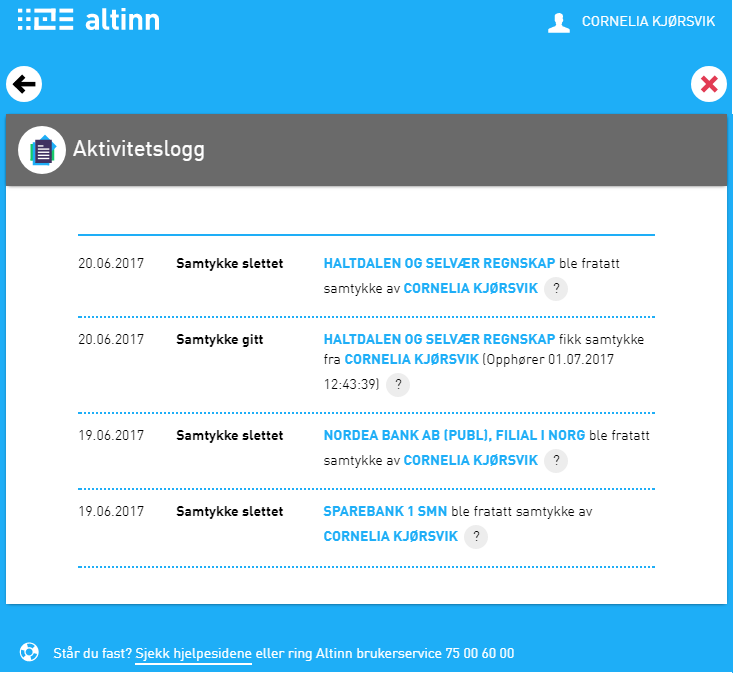 altinn
CORNELIA KJØRSVIK
Aktivitetslogg
20.06.2017 Samtykke slettet HALTDALEN OG SELVÆR REGNSKAP ble fratatt
samtykke av CORNELIA KJØRSVIK ?
20.06.2017 Samtykke gitt HALTDALEN OG SELVÆR REGNSKAP fikk samtykke
fra CORNELIA KJØRSVIK (Opphører 01.07.2017
12:43:39) ?
19.06.2017 Samtykke slettet NORDEA BANK AB (PUBL), FILIAL I NORG ble fratatt
samtykke av CORNELIA KJØRSVIK ?
19.06.2017 Samtykke slettet SPAREBANK 1 SMN ble fratatt samtykke av
CORNELIA KJØRSVIK ?
Står du fast? Sjekk hjelpesidene eller ring Altinn brukerservice 75 00 60 00